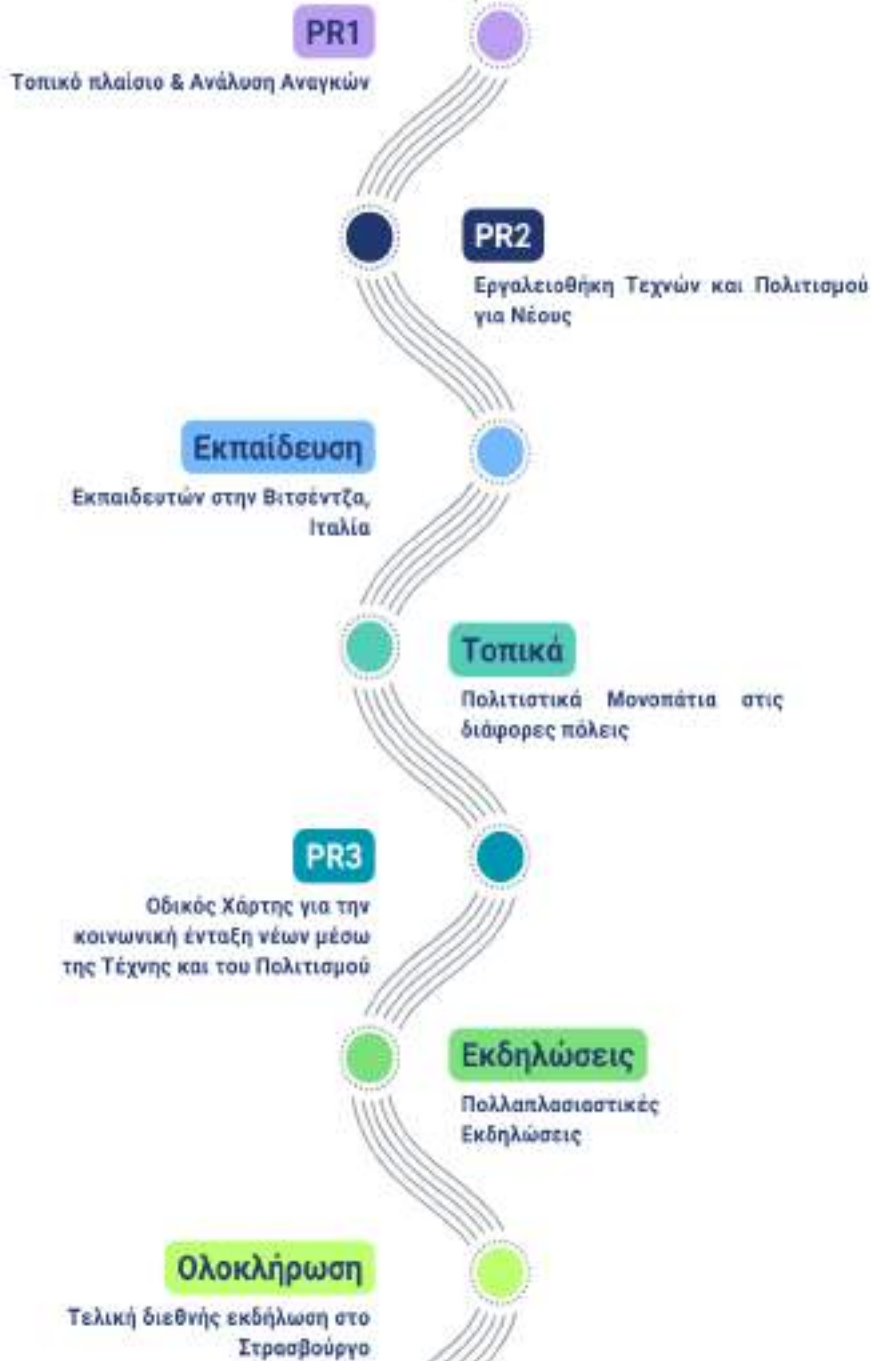 PR1
Τοπικό πλαίσιο & Ανάλυση Αναγκών
PR2
Εργαλειοθήκη Τεχνών και Πολιτισμού
για Νέους
Εκπαίδευση
Εκπαιδευτών στην Βιτσέντζα,
Ιταλία
Τοπικά
Πολιτιστικά Μονοπάτια στις
διάφορες πόλεις
PR3
Οδικός Χάρτης για την
κοινωνική ένταξη νέων μέσω
της Τέχνης και του Πολιτισμού
Εκδηλώσεις
Πολλαπλασιαστικές
Εκδηλώσεις
Ολοκλήρωση
Τελική διεθνής εκδήλωση στο
Στρασβούργο